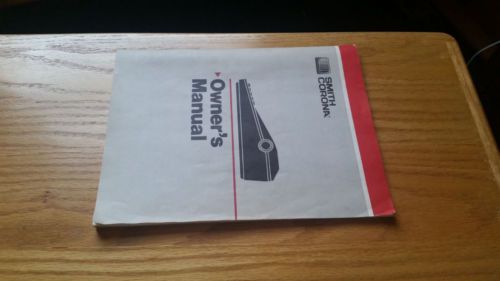 SMITH
CORONA
Owner's
Manual